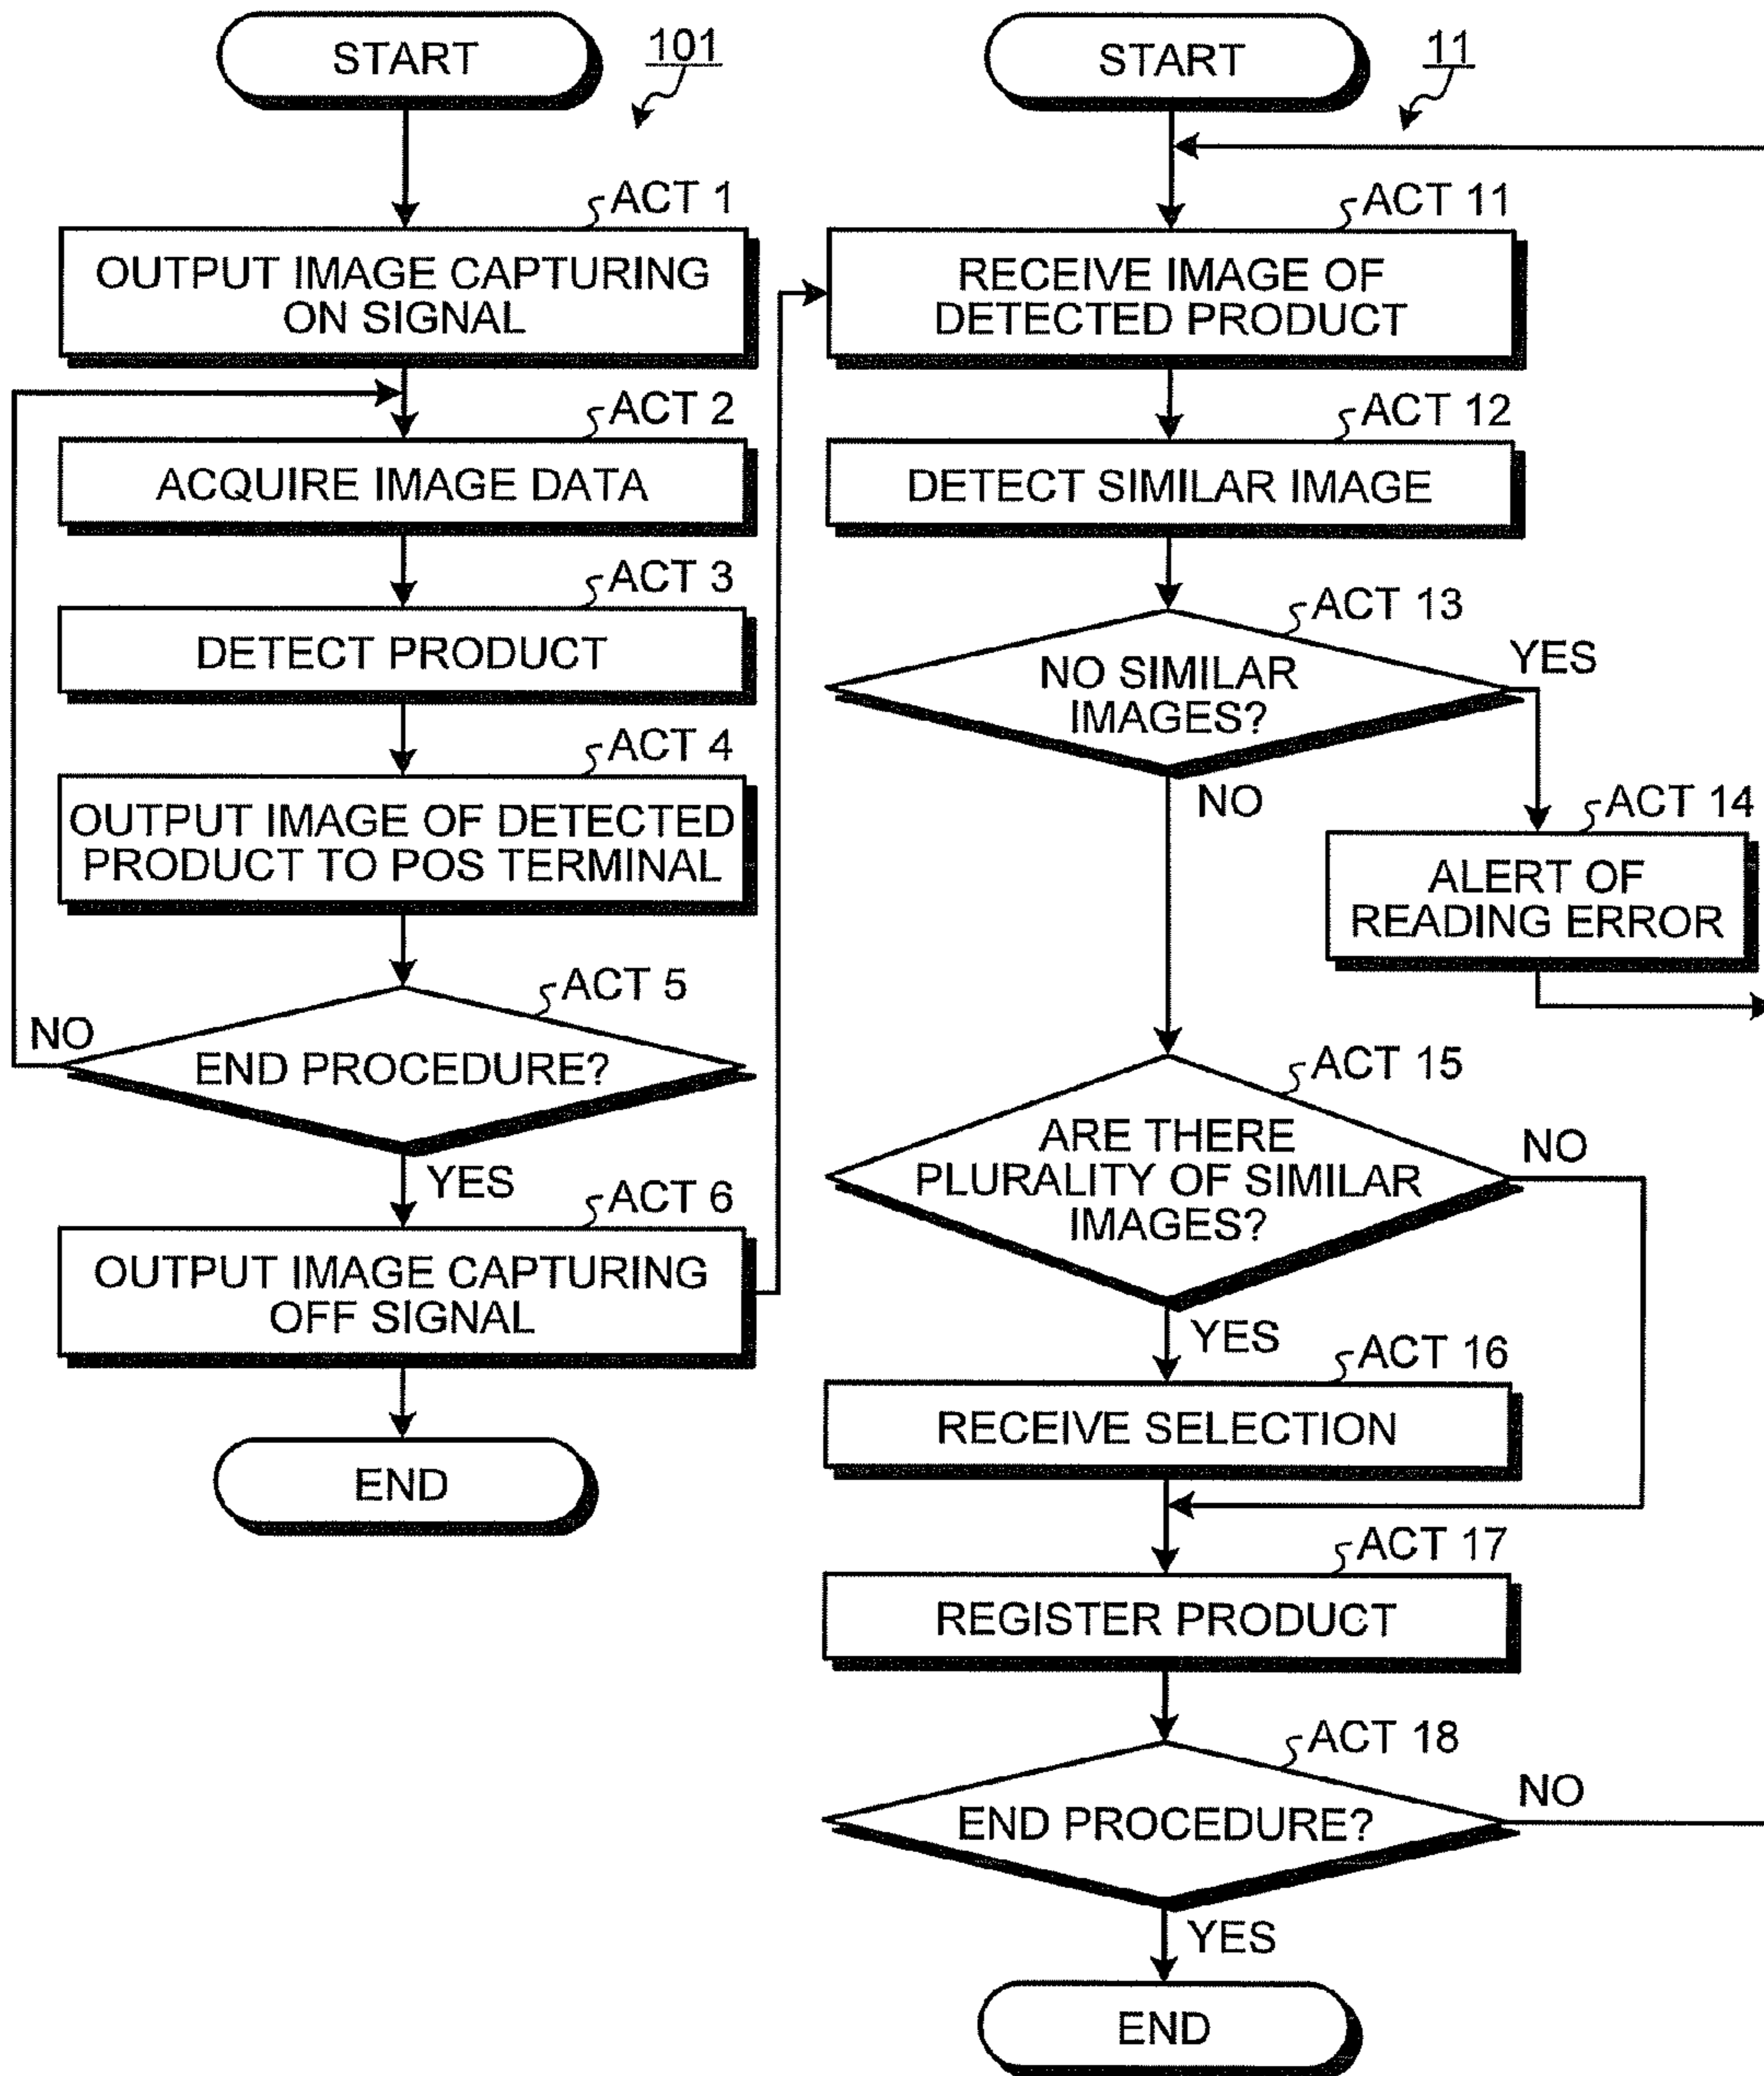 START
101
ACT 1
OUTPUT IMAGE CAPTURING
ON SIGNAL
ACT 2
ACQUIRE IMAGE DATA
ACT 3
DETECT PRODUCT
ACT 4
OUTPUT IMAGE OF DETECTED
PRODUCT TO POS TERMINAL
ACT 5
END PROCEDURE?
NO
YES
ACT 6
OUTPUT IMAGE CAPTURING
OFF SIGNAL
END
START
11
ACT 11
RECEIVE IMAGE OF
DETECTED PRODUCT
ACT 12
DETECT SIMILAR IMAGE
ACT 13
NO SIMILAR
IMAGES?
YES
NO
ACT 14
ALERT OF
READING ERROR
ACT 15
ARE THERE
PLURALITY OF SIMILAR
IMAGES?
NO
YES
ACT 16
RECEIVE SELECTION
ACT 17
REGISTER PRODUCT
ACT 18
END PROCEDURE?
NO
YES
END